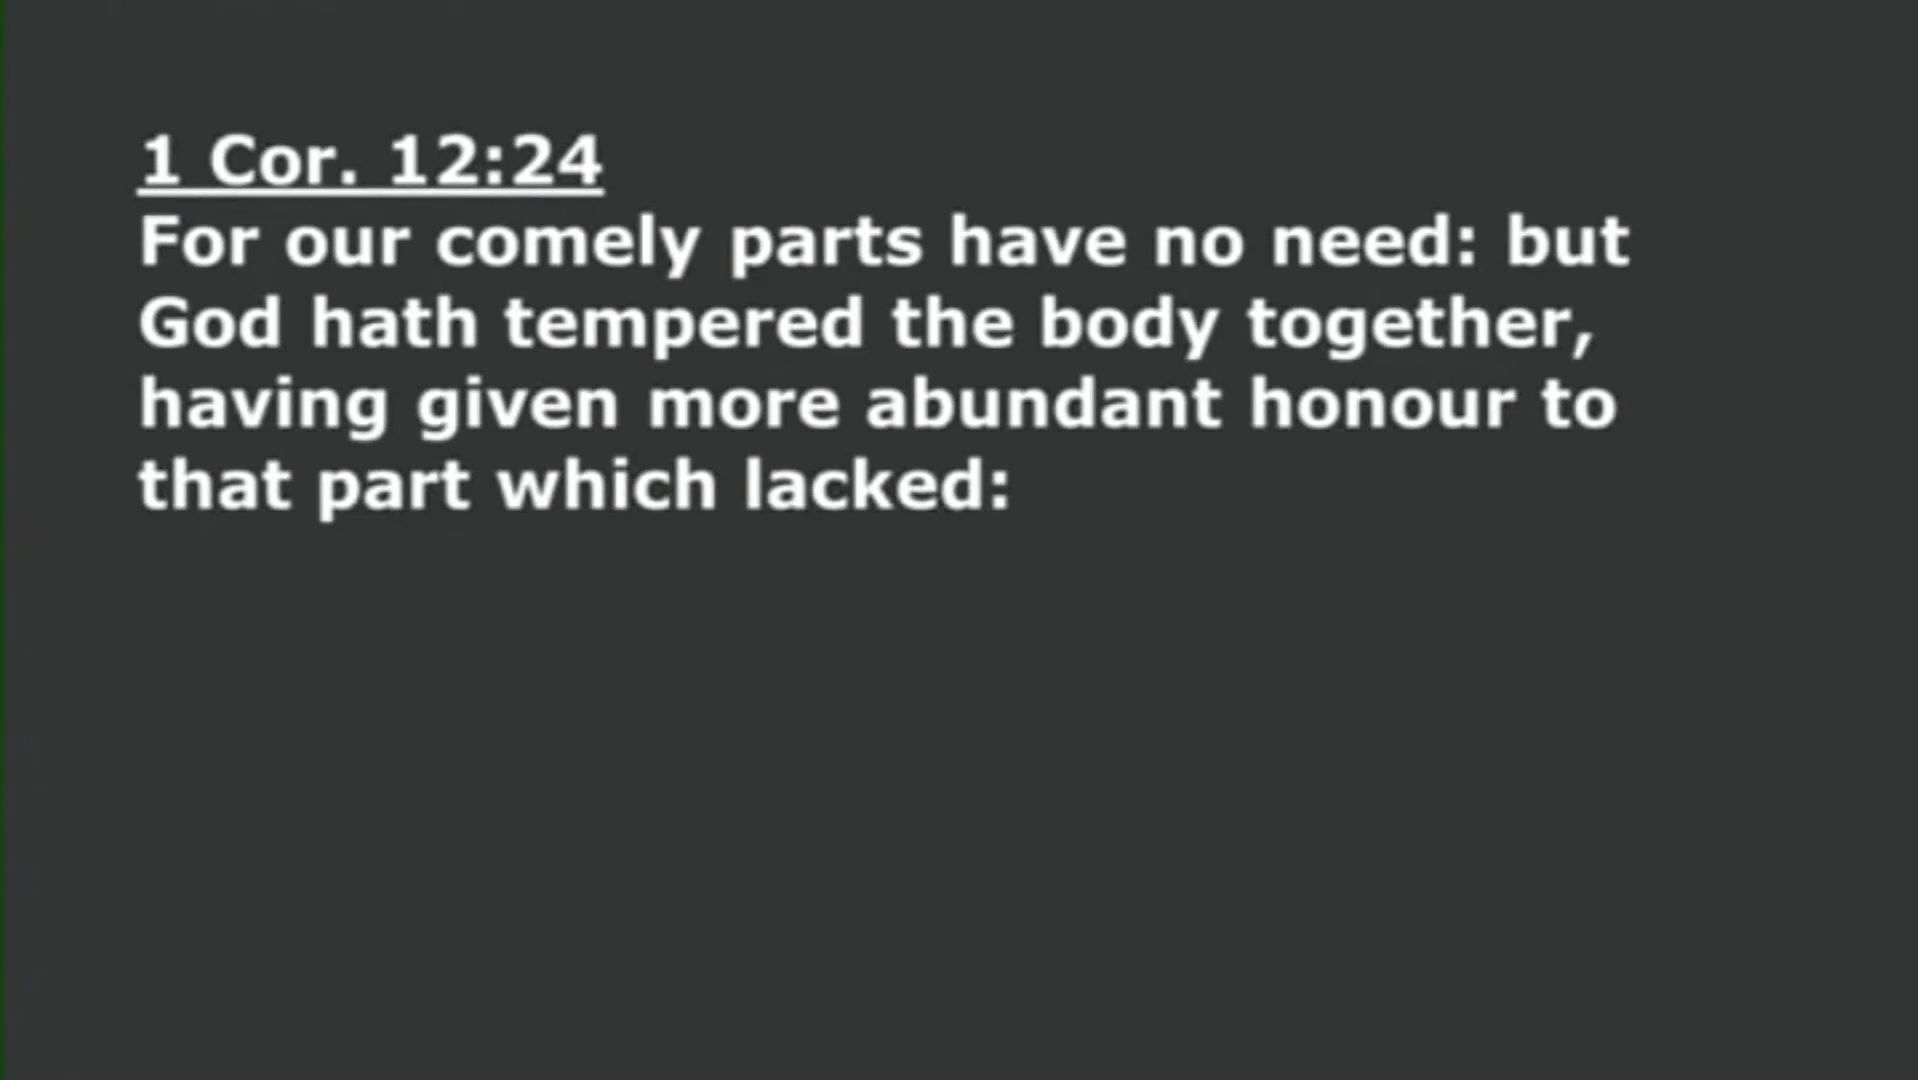 1 Cor. 12:24
For our comely parts have no need: but
God hath tempered the body together,
having given more abundant honour to
that part which lacked: